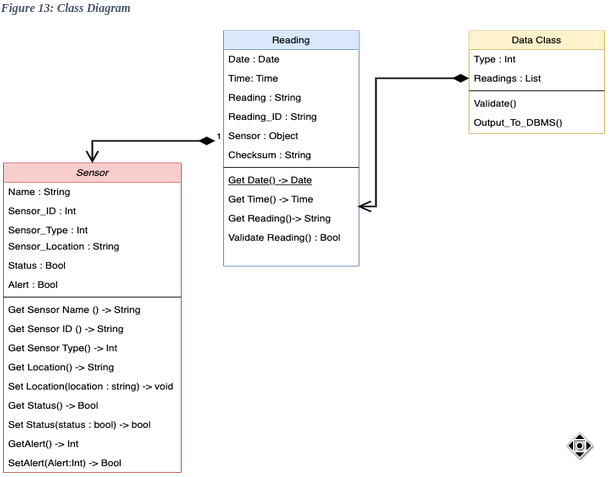 Figure 13: Class Diagram
Reading
Date : Date
Time: Time
Reading : String
Reading_ID : String
Sensor : Object
Checksum : String
Get Date() -> Date
Get Time() -> Time
Get Reading()-> String
Validate Reading() : Bool
Data Class
Type : Int
Readings : List
Validate()
Output_To_DBMS()
1
Sensor
Name : String
Sensor_ID : Int
Sensor_Type : Int
Sensor_Location : String
Status : Bool
Alert : Bool
Get Sensor Name () -> String
Get Sensor ID () -> String
Get Sensor Type() -> Int
Get Location() -> String
Set Location(location : string) -> void
Get Status() -> Bool
Set Status(status : bool) -> bool
GetAlert() -> Int
SetAlert(Alert:Int) -> Bool